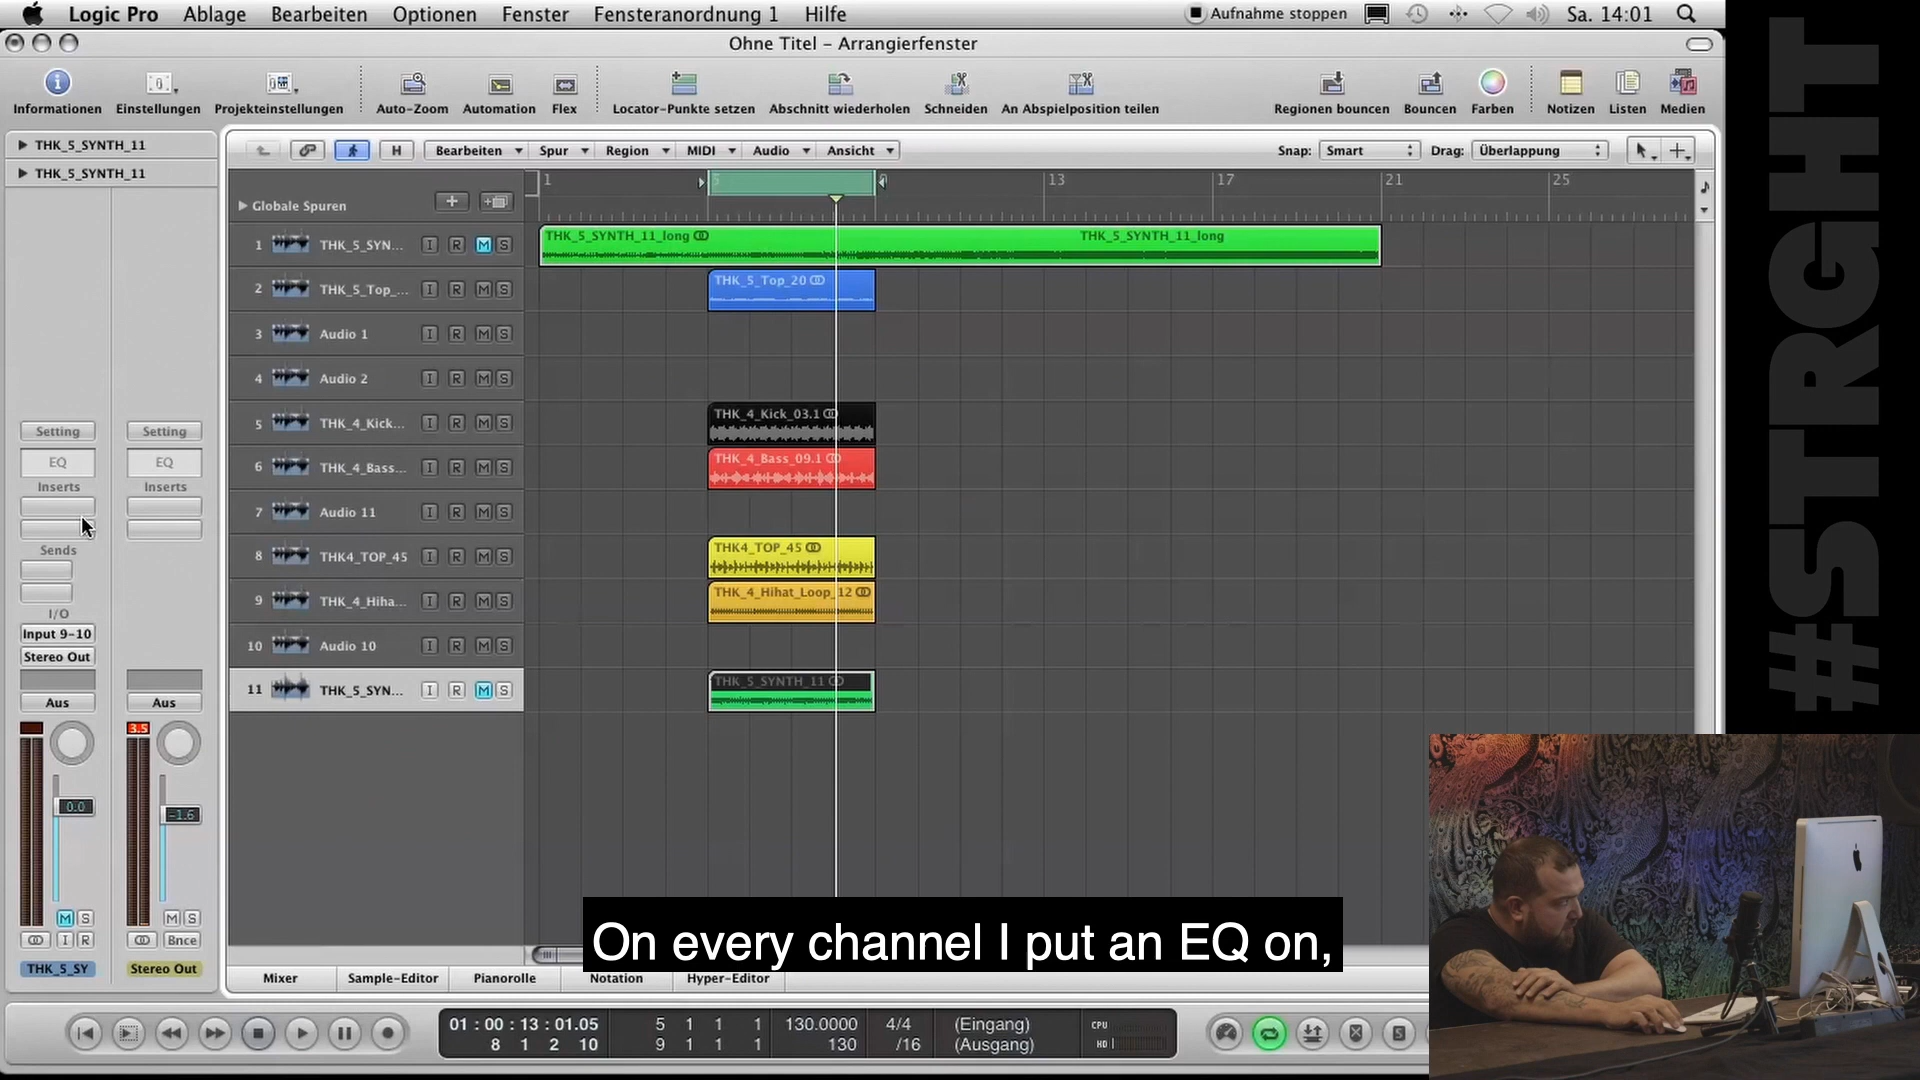 Logic Pro Ablage Bearbeiten Optionen Fenster Fensteranordnung 1 Hilfe Aufnahme stoppen Sa. 14:01
Ohne Titel – Arrangierfenster
Informationen Einstellungen Projekteinstellungen Auto-Zoom Automation Flex Locator-Punkte setzen Abschnitt wiederholen Schneiden An Abspielposition teilen Regionen bouncen Bouncen Farben Notizen Listen Medien
THK_5_SYNTH_11
THK_5_SYNTH_11
H Bearbeiten Spur Region MIDI Audio Ansicht Snap: Smart Drag: Überlappung
1 5 9 13 17 21 25
Globale Spuren
1 THK_5_SYN... I R M S THK_5_SYNTH_11_long THK_5_SYNTH_11_long
2 THK_5_Top_... I R M S THK_5_Top_20
3 Audio 1 I R M S
4 Audio 2 I R M S
5 THK_4_Kick... I R M S THK_4_Kick_03.1
6 THK_4_Bass... I R M S THK_4_Bass_09.1
7 Audio 11 I R M S
8 THK4_TOP_45 I R M S THK4_TOP_45
9 THK_4_Hiha... I R M S THK_4_Hihat_Loop_12
10 Audio 10 I R M S
11 THK_5_SYN... I R M S THK_5_SYNTH_11
Setting Setting
EQ EQ
Inserts Inserts
Sends
I/O
Input 9-10
Stereo Out
Aus Aus
3.5
0.0 -1.6
M S M S
I R Bnce
THK_5_SY Stereo Out
On every channel I put an EQ on,
Mixer Sample-Editor Pianorolle Notation Hyper-Editor
01 : 00 : 13 : 01.05 5 1 1 1 130.0000 4/4 (Eingang) CPU
8 1 2 10 9 1 1 1 130 /16 (Ausgang) HD
S
#STRGHT